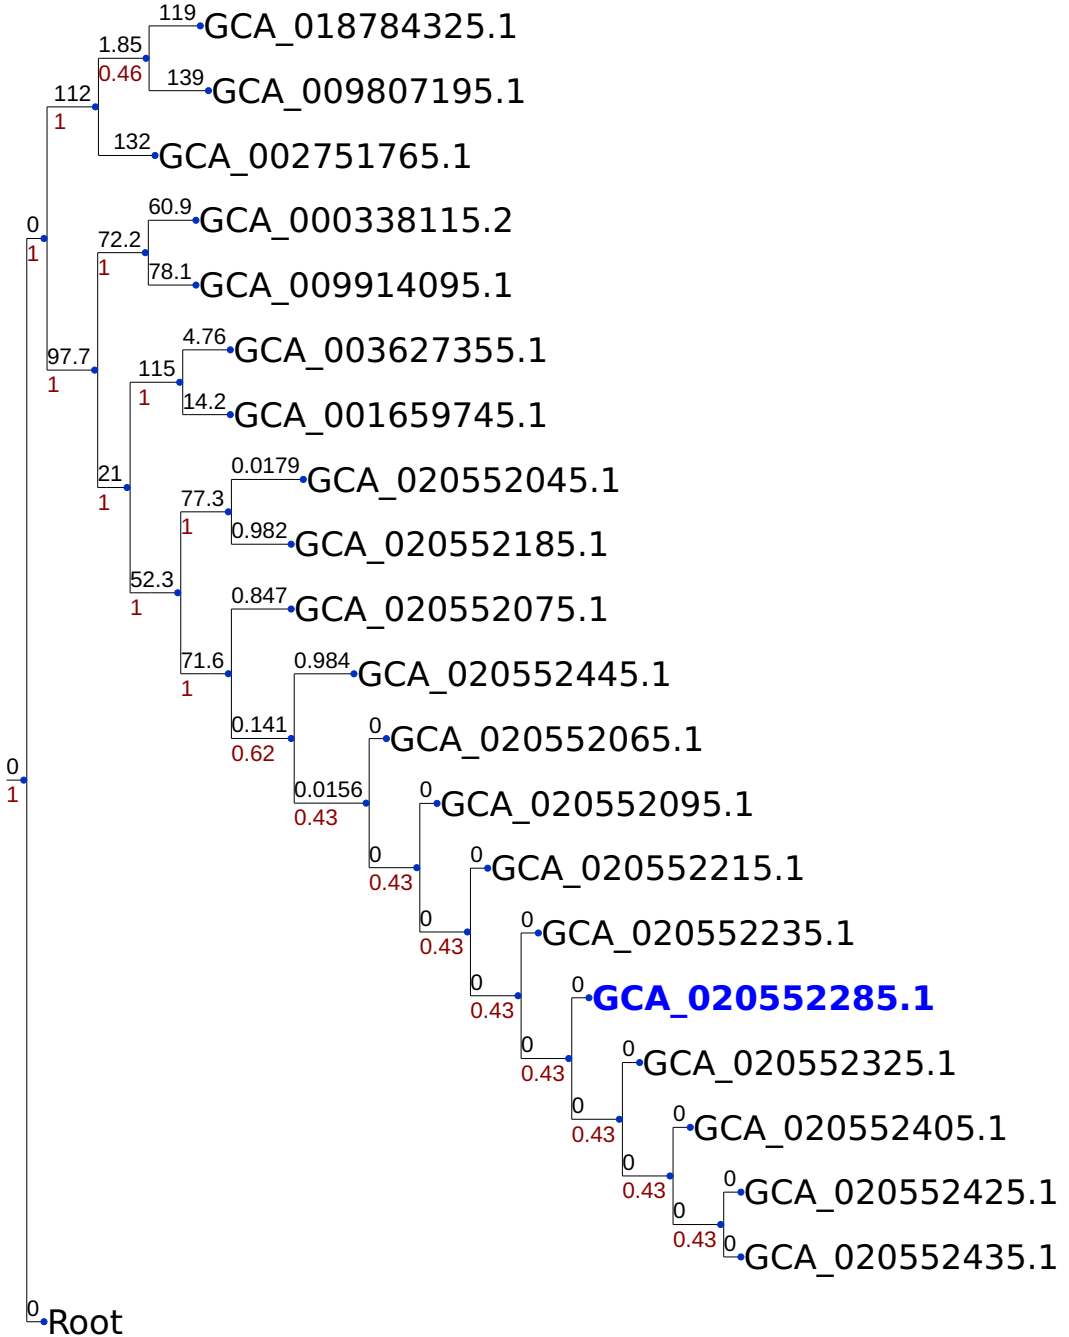 119
GCA_018784325.1
1.85
0.46
139
GCA_009807195.1
112
1
132
GCA_002751765.1
60.9
GCA_000338115.2
0
1
72.2
1
78.1
GCA_009914095.1
4.76
GCA_003627355.1
97.7
1
115
1
14.2
GCA_001659745.1
0.0179
GCA_020552045.1
21
1
77.3
1
0.982
GCA_020552185.1
52.3
1
0.847
GCA_020552075.1
71.6
1
0.984
GCA_020552445.1
0.141
0.62
0
GCA_020552065.1
0
1
0.0156
0.43
0
GCA_020552095.1
0
0.43
0
GCA_020552215.1
0
0.43
0
GCA_020552235.1
0
0.43
0
GCA_020552285.1
0
0.43
0
GCA_020552325.1
0
0.43
0
GCA_020552405.1
0
0.43
0
GCA_020552425.1
0
0.43
0
GCA_020552435.1
0
Root